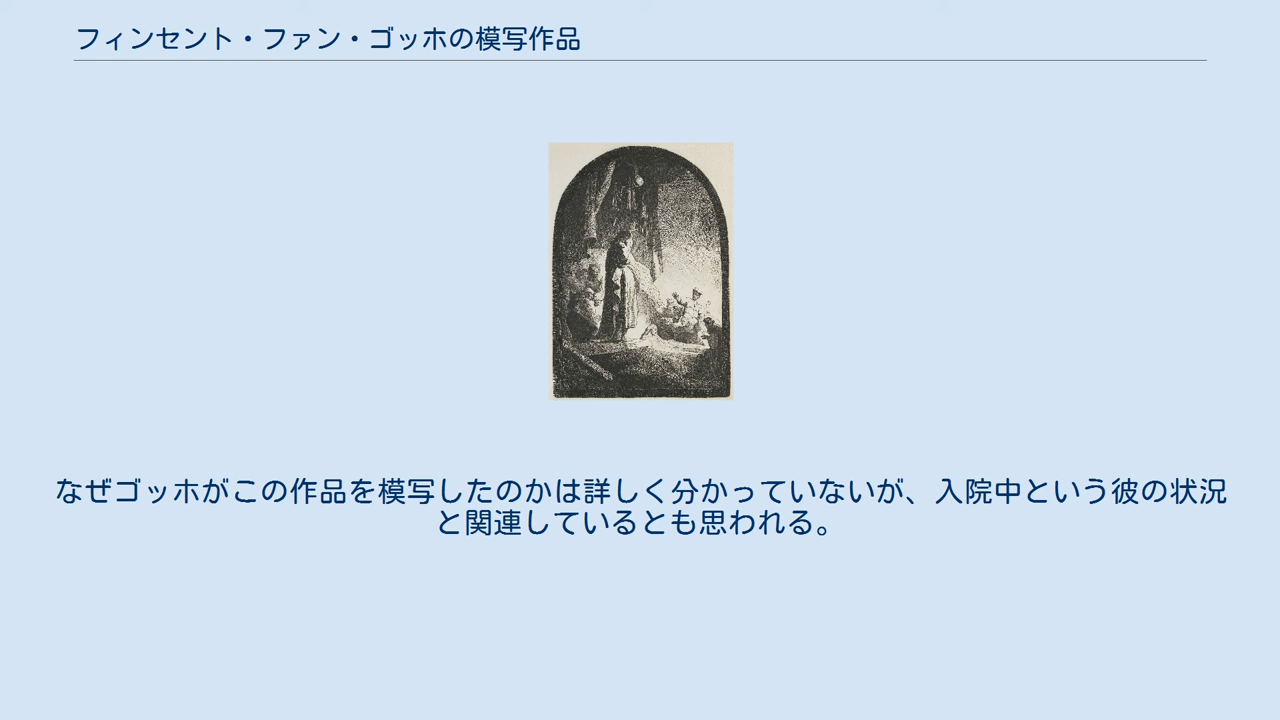 フィンセント・ファン・ゴッホの模写作品
なぜゴッホがこの作品を模写したのかは詳しく分かっていないが、入院中という彼の状況
と関連しているとも思われる。